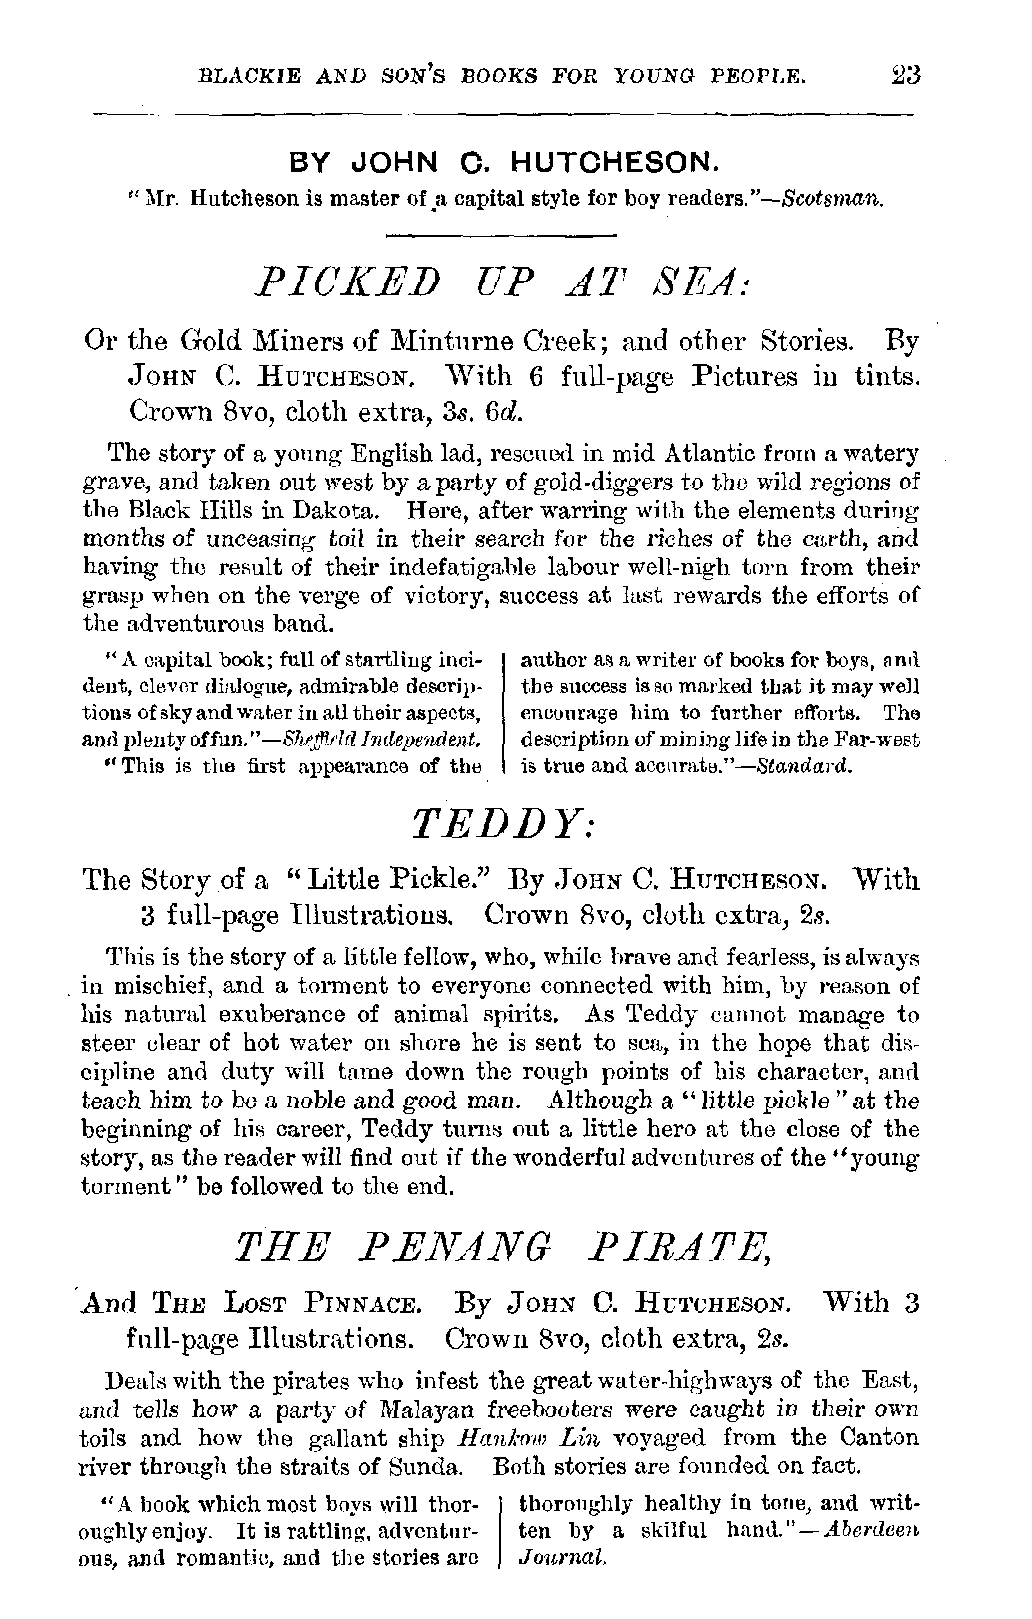 BLACKIE AND SON'S BOOKS FOR YOUNG PEOPLE. 23
BY JOHN C. HUTCHESON.
"Mr. Hutcheson is master of a capital style for boy readers."—Scotsman.
PICKED UP AT SEA:
Or the Gold Miners of Minturne Creek; and other Stories. By
JOHN C. HUTCHESON. With 6 full-page Pictures in tints.
Crown 8vo, cloth extra, 3s. 6d.
The story of a young English lad, rescued in mid Atlantic from a watery
grave, and taken out west by a party of gold-diggers to the wild regions of
the Black Hills in Dakota. Here, after warring with the elements during
months of unceasing toil in their search for the riches of the earth, and
having the result of their indefatigable labour well-nigh torn from their
grasp when on the verge of victory, success at last rewards the efforts of
the adventurous band.
"A capital book; full of startling inci-
dent, clever dialogue, admirable descrip-
tions of sky and water in all their aspects,
and plenty of fun."—Sheffield Independent.
"This is the first appearance of the
author as a writer of books for boys, and
the success is so marked that it may well
encourage him to further efforts. The
description of mining life in the Far-west
is true and accurate."—Standard.
TEDDY:
The Story of a "Little Pickle." By JOHN C. HUTCHESON. With
3 full-page Illustrations. Crown 8vo, cloth extra, 2s.
This is the story of a little fellow, who, while brave and fearless, is always
in mischief, and a torment to everyone connected with him, by reason of
his natural exuberance of animal spirits. As Teddy cannot manage to
steer clear of hot water on shore he is sent to sea, in the hope that dis-
cipline and duty will tame down the rough points of his character, and
teach him to be a noble and good man. Although a "little pickle" at the
beginning of his career, Teddy turns out a little hero at the close of the
story, as the reader will find out if the wonderful adventures of the "young
torment" be followed to the end.
THE PENANG PIRATE,
And THE LOST PINNACE. By JOHN C. HUTCHESON. With 3
full-page Illustrations. Crown 8vo, cloth extra, 2s.
Deals with the pirates who infest the great water-highways of the East,
and tells how a party of Malayan freebooters were caught in their own
toils and how the gallant ship Hankow Lin voyaged from the Canton
river through the straits of Sunda. Both stories are founded on fact.
"A book which most boys will thor-
oughly enjoy. It is rattling, adventur-
ous, and romantic, and the stories are
thoroughly healthy in tone, and writ-
ten by a skilful hand."—Aberdeen
Journal.